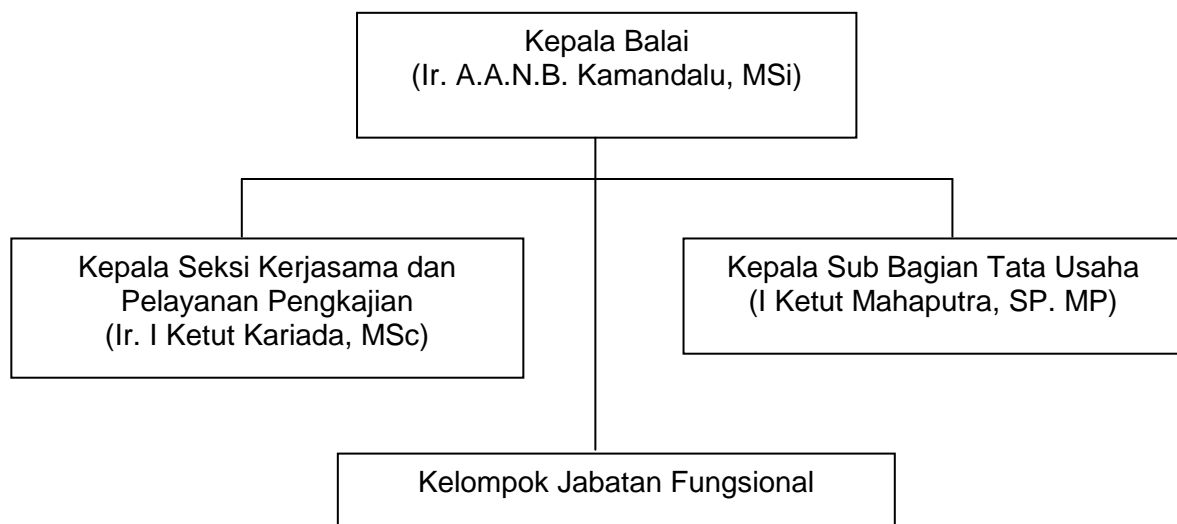 Kepala Balai
(Ir. A.A.N.B. Kamandalu, MSi)
Kepala Seksi Kerjasama dan
Pelayanan Pengkajian
(Ir. I Ketut Kariada, MSc)
Kepala Sub Bagian Tata Usaha
(I Ketut Mahaputra, SP. MP)
Kelompok Jabatan Fungsional